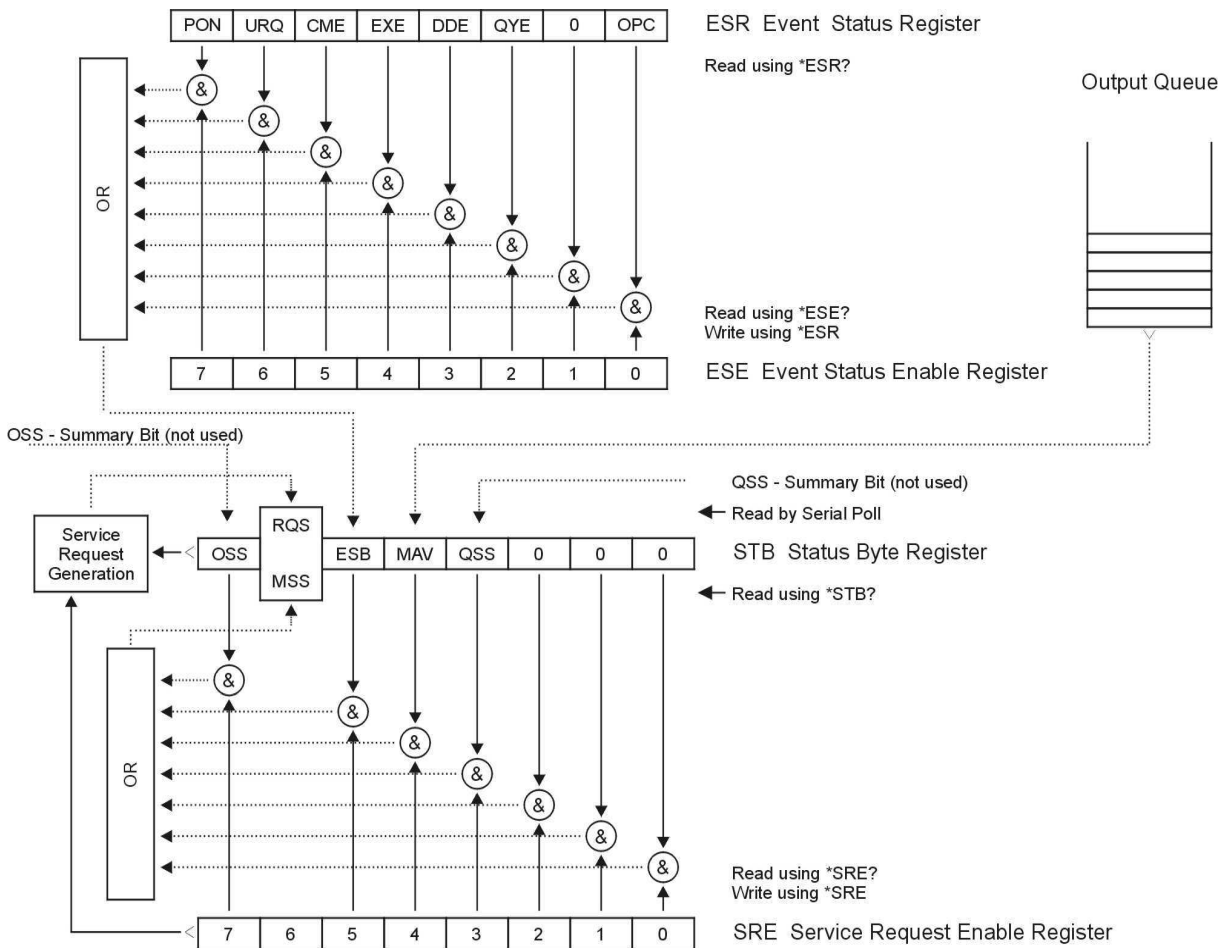 PON URQ CME EXE DDE QYE 0 OPC
ESR Event Status Register
Read using *ESR?
Output Queue
& & & & & & & &
OR
Read using *ESE?
Write using *ESR
7 6 5 4 3 2 1 0
ESE Event Status Enable Register
OSS - Summary Bit (not used)
QSS - Summary Bit (not used)
Read by Serial Poll
Service
Request
Generation
OSS RQS MSS ESB MAV QSS 0 0 0
STB Status Byte Register
Read using *STB?
& & & & & & &
OR
Read using *SRE?
Write using *SRE
7 6 5 4 3 2 1 0
SRE Service Request Enable Register